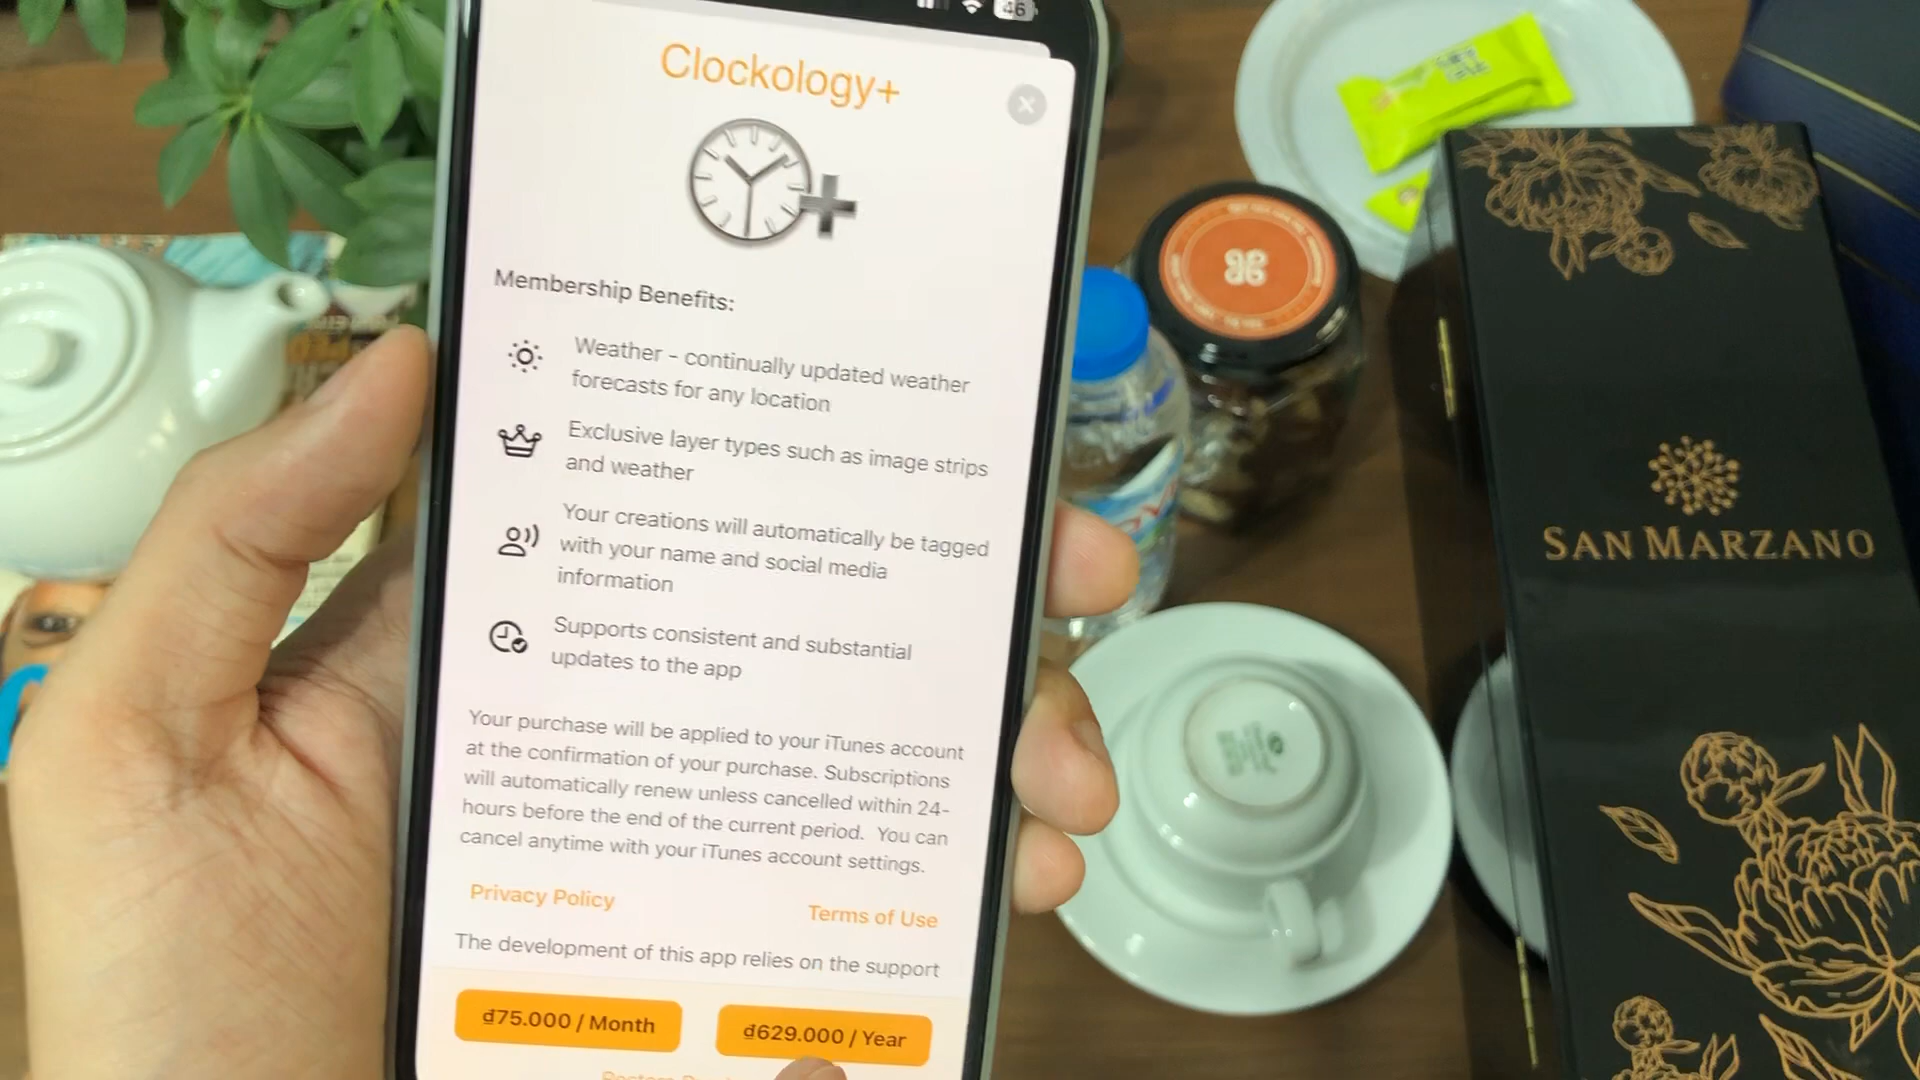 46
Clockology+
Membership Benefits:
Weather - continually updated weather
forecasts for any location
Exclusive layer types such as image strips
and weather
Your creations will automatically be tagged
with your name and social media
information
Supports consistent and substantial
updates to the app
Your purchase will be applied to your iTunes account
at the confirmation of your purchase. Subscriptions
will automatically renew unless cancelled within 24-
hours before the end of the current period. You can
cancel anytime with your iTunes account settings.
Privacy Policy
Terms of Use
The development of this app relies on the support
₫75.000 / Month
₫629.000 / Year
SAN MARZANO